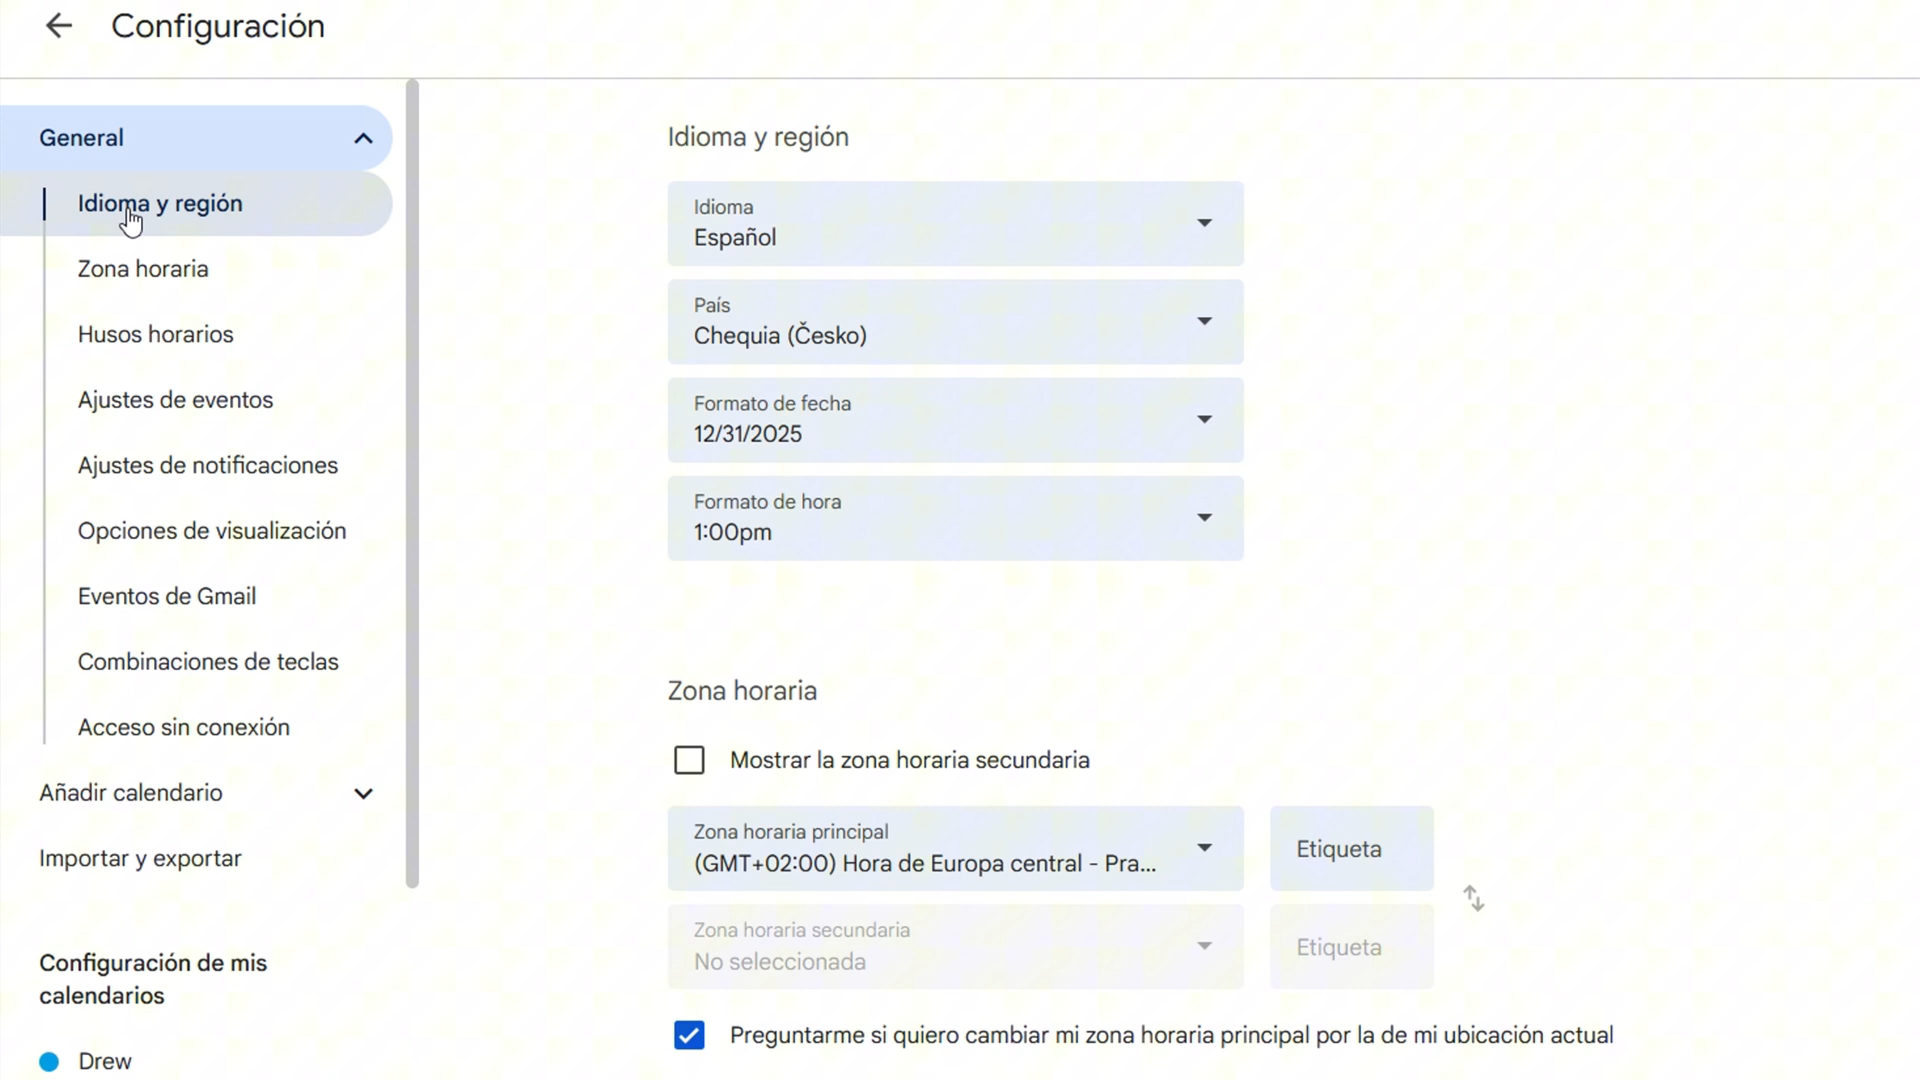 Configuración
General
Idioma y región
Zona horaria
Husos horarios
Ajustes de eventos
Ajustes de notificaciones
Opciones de visualización
Eventos de Gmail
Combinaciones de teclas
Acceso sin conexión
Añadir calendario
Importar y exportar
Configuración de mis
calendarios
Drew
Idioma y región
Idioma
Español
País
Chequia (Česko)
Formato de fecha
12/31/2025
Formato de hora
1:00pm
Zona horaria
Mostrar la zona horaria secundaria
Zona horaria principal
(GMT+02:00) Hora de Europa central - Pra...
Etiqueta
Zona horaria secundaria
No seleccionada
Etiqueta
Preguntarme si quiero cambiar mi zona horaria principal por la de mi ubicación actual